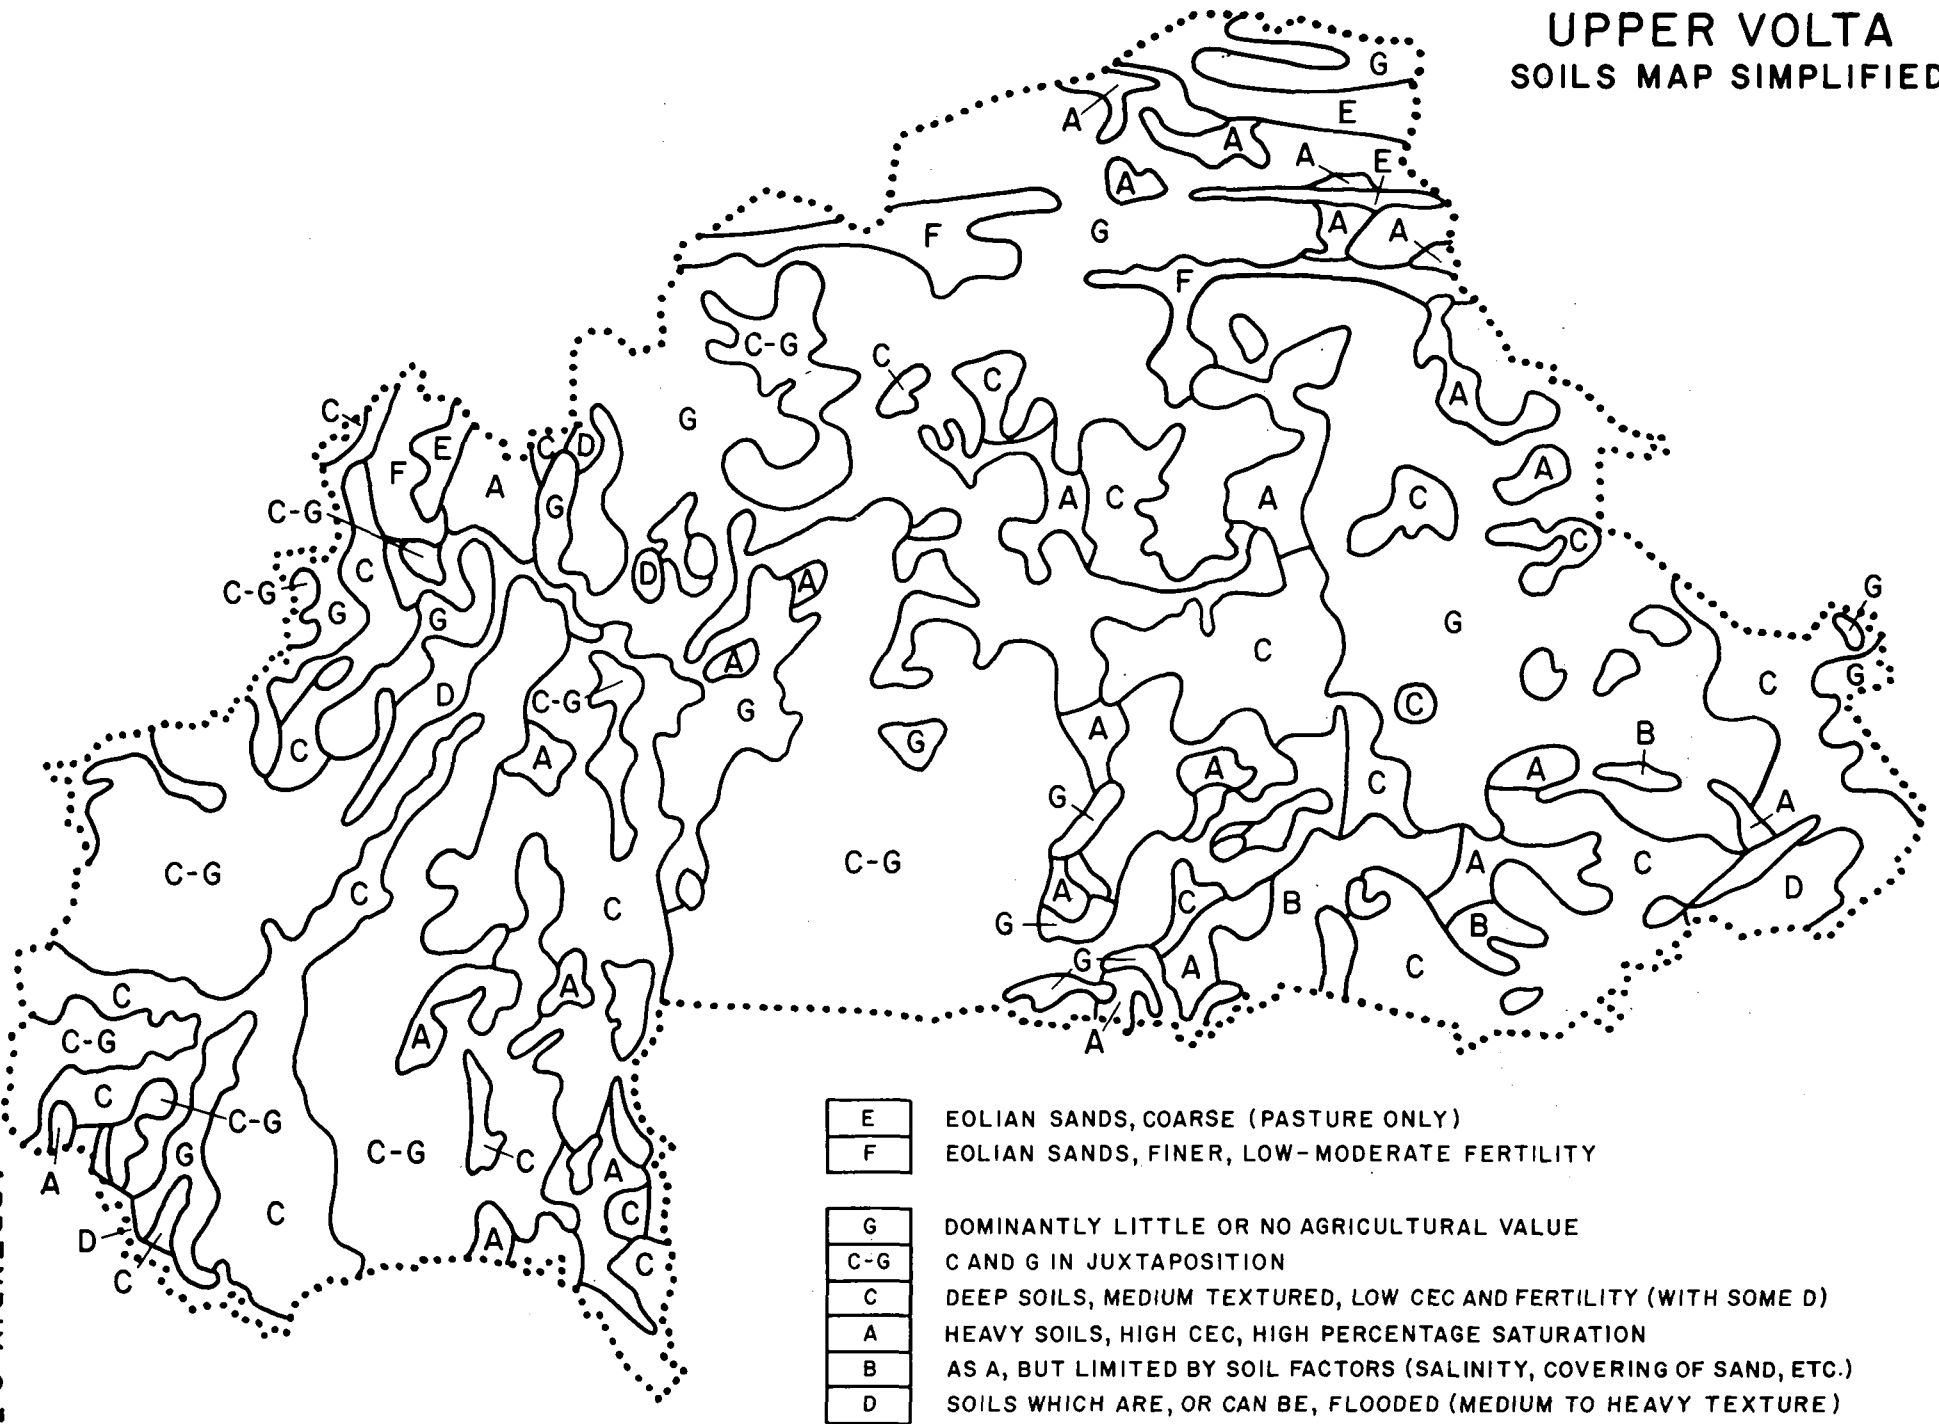 UPPER VOLTA
SOILS MAP SIMPLIFIED
G
A
E
A
A
E
A
F
G
A
A
F
C-G
C
C
G
A
C
E
C
D
F
A
G
A
C
A
A
C
C-G
C
C
D
A
C-G
G
G
G
C
G
A
D
C-G
G
C
G
C
C
A
C
A
G
B
A
A
C
G
A
C-G
C-G
C
C
A
C
D
A
C
B
G
B
C
G
A
A
C
C-G
A
A
C
C-G
G
C-G
C
A
A
C
C
D
A
C
C
E EOLIAN SANDS, COARSE (PASTURE ONLY)
F EOLIAN SANDS, FINER, LOW-MODERATE FERTILITY
G DOMINANTLY LITTLE OR NO AGRICULTURAL VALUE
C-G C AND G IN JUXTAPOSITION
C DEEP SOILS, MEDIUM TEXTURED, LOW CEC AND FERTILITY (WITH SOME D)
A HEAVY SOILS, HIGH CEC, HIGH PERCENTAGE SATURATION
B AS A, BUT LIMITED BY SOIL FACTORS (SALINITY, COVERING OF SAND, ETC.)
D SOILS WHICH ARE, OR CAN BE, FLOODED (MEDIUM TO HEAVY TEXTURE)